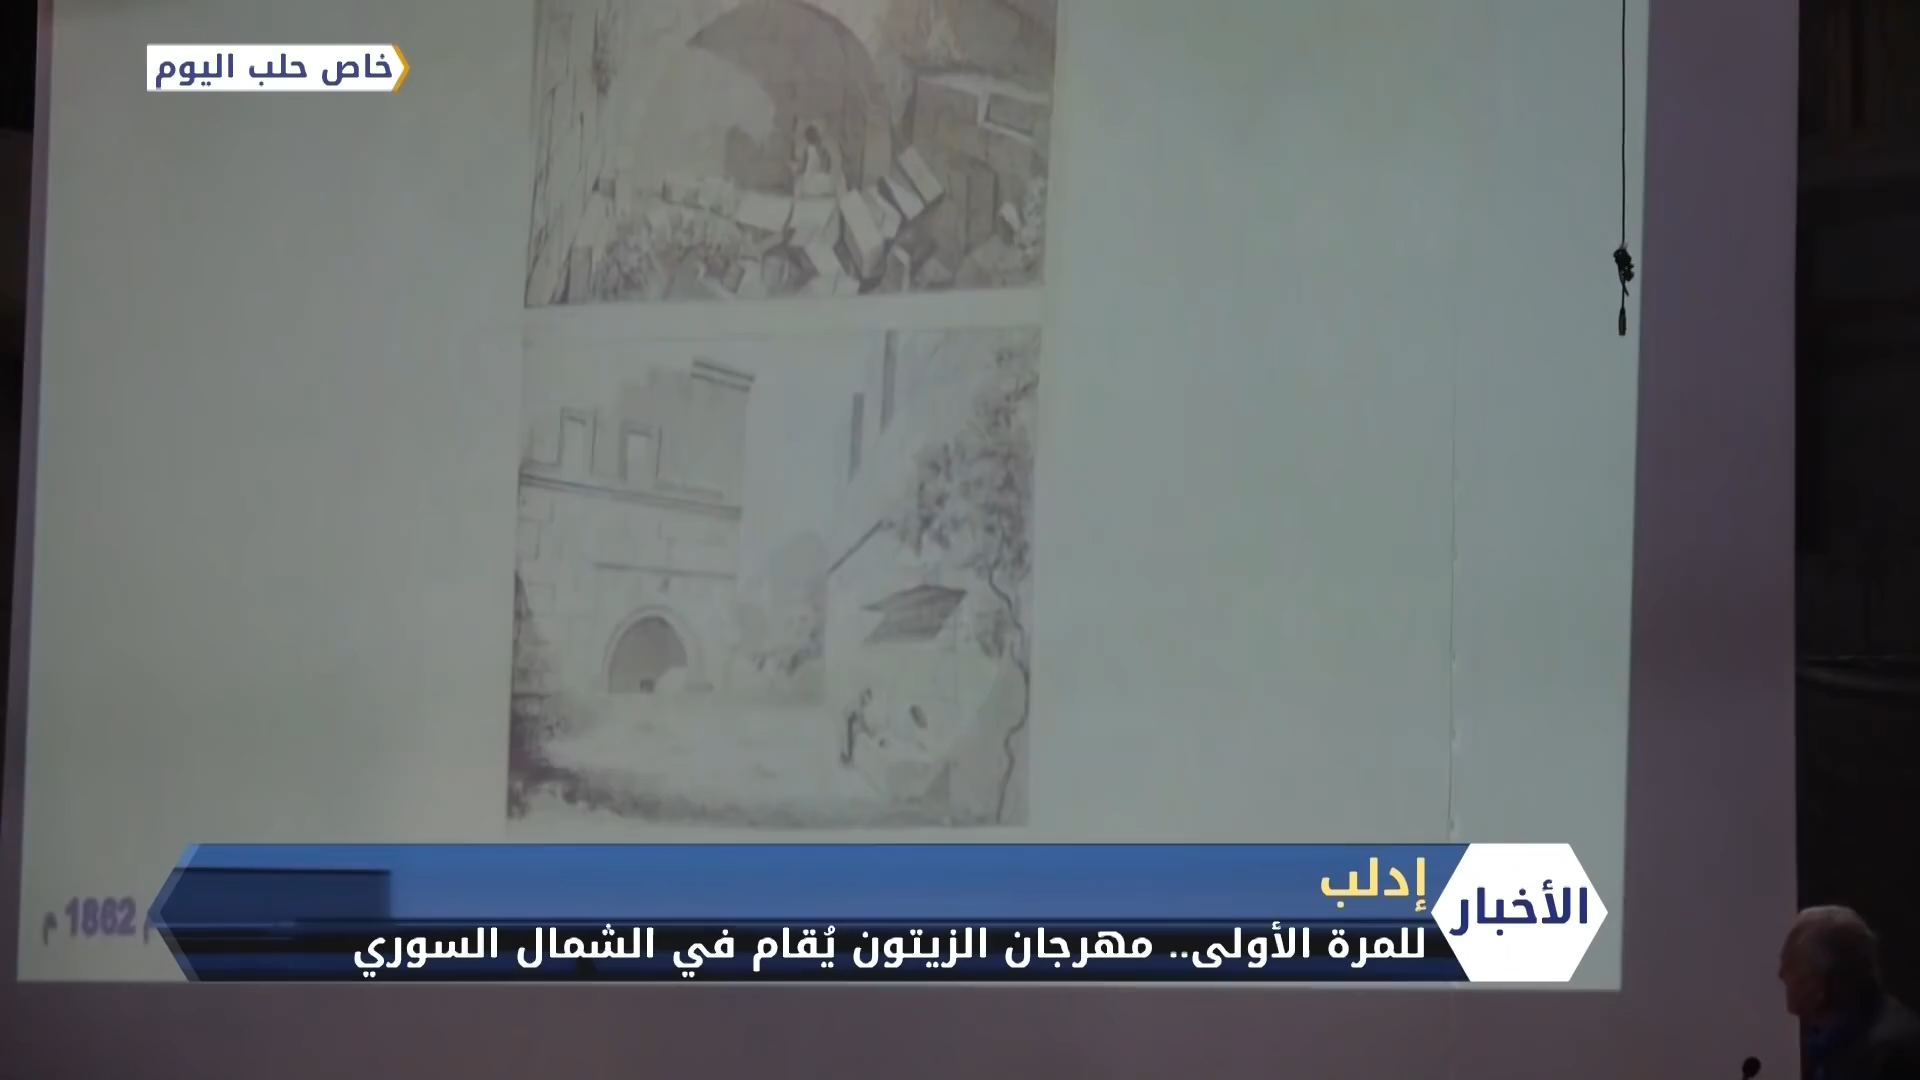 خاص حلب اليوم
1862 م
الأخبار
إدلب
للمرة الأولى.. مهرجان الزيتون يُقام في الشمال السوري